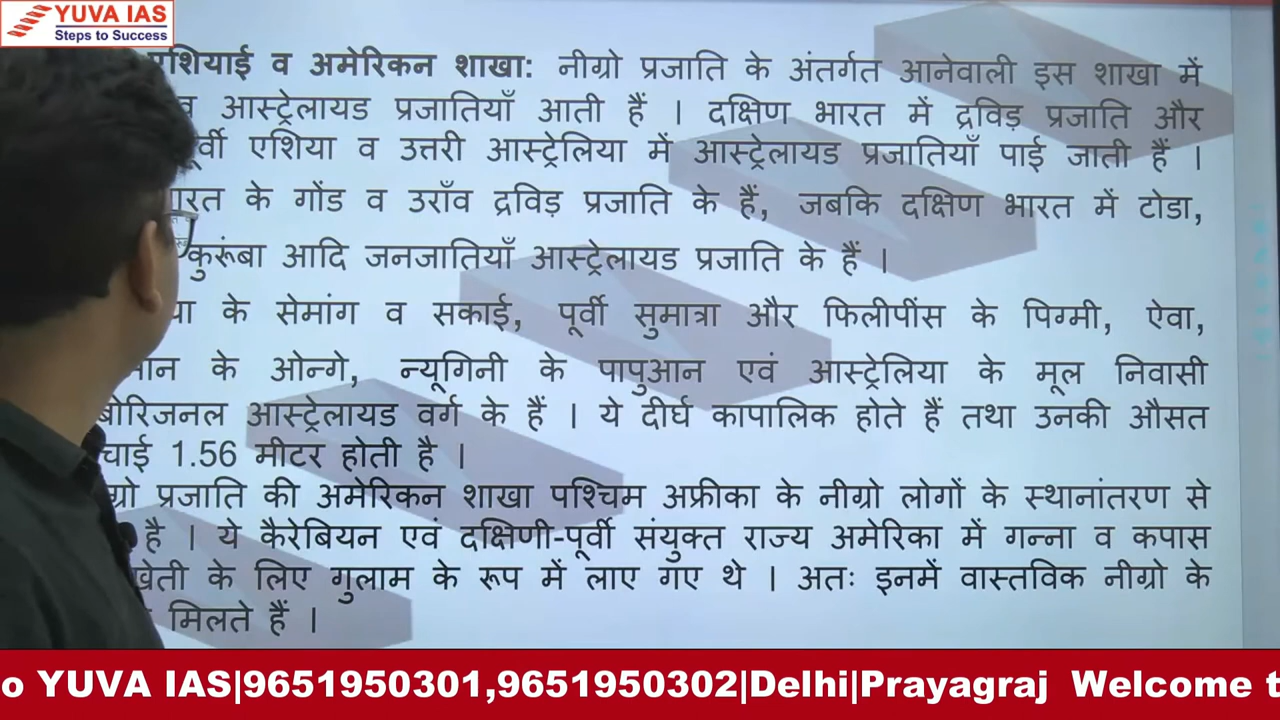 YUVA IAS
Steps to Success
एशियाई व अमेरिकन शाखा: नीग्रो प्रजाति के अंतर्गत आनेवाली इस शाखा में
व आस्ट्रेलायड प्रजातियाँ आती हैं । दक्षिण भारत में द्रविड़ प्रजाति और
एशिया व उत्तरी आस्ट्रेलिया में आस्ट्रेलायड प्रजातियाँ पाई जाती हैं ।
के गोंड व उराँव द्रविड़ प्रजाति के हैं, जबकि दक्षिण भारत में टोडा,
कुरूंबा आदि जनजातियाँ आस्ट्रेलायड प्रजाति के हैं ।
के सेमांग व सकाई, पूर्वी सुमात्रा और फिलीपींस के पिग्मी, ऐवा,
के ओन्गे, न्यूगिनी के पापुआन एवं आस्ट्रेलिया के मूल निवासी
आस्ट्रेलायड वर्ग के हैं । ये दीर्घ कापालिक होते हैं तथा उनकी औसत
1.56 मीटर होती है ।
प्रजाति की अमेरिकन शाखा पश्चिम अफ्रीका के नीग्रो लोगों के स्थानांतरण से
है । ये कैरेबियन एवं दक्षिणी-पूर्वी संयुक्त राज्य अमेरिका में गन्ना व कपास
खेती के लिए गुलाम के रूप में लाए गए थे । अतः इनमें वास्तविक नीग्रो के
मिलते हैं ।
o YUVA IAS|9651950301,9651950302|Delhi|Prayagraj Welcome t